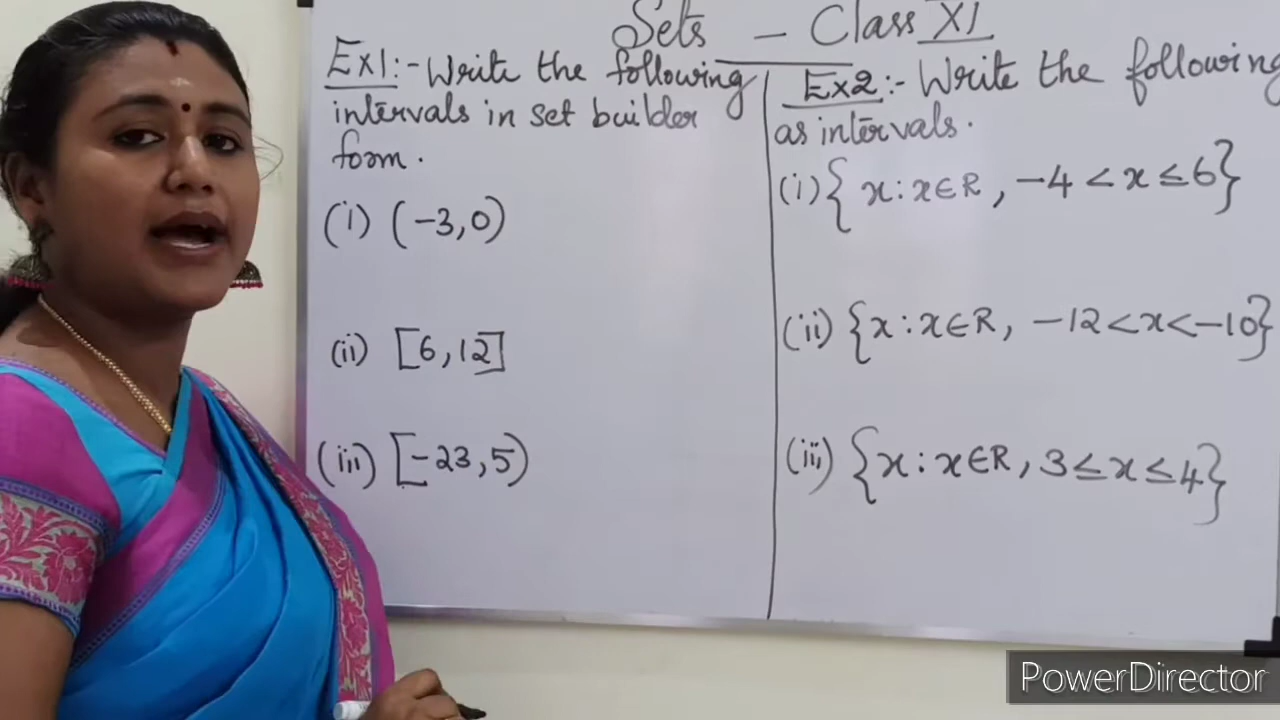 Sets - Class XI
Ex1:- Write the following
intervals in set builder
form.
(i) (-3,0)
(ii) [6,12]
(iii) [-23,5)
Ex2:- Write the following
as intervals.
(i) { x : x∈R, -4 < x ≤ 6}
(ii) {x : x∈R, -12 < x < -10}
(iii) {x : x∈R, 3 ≤ x ≤ 4}
PowerDirector